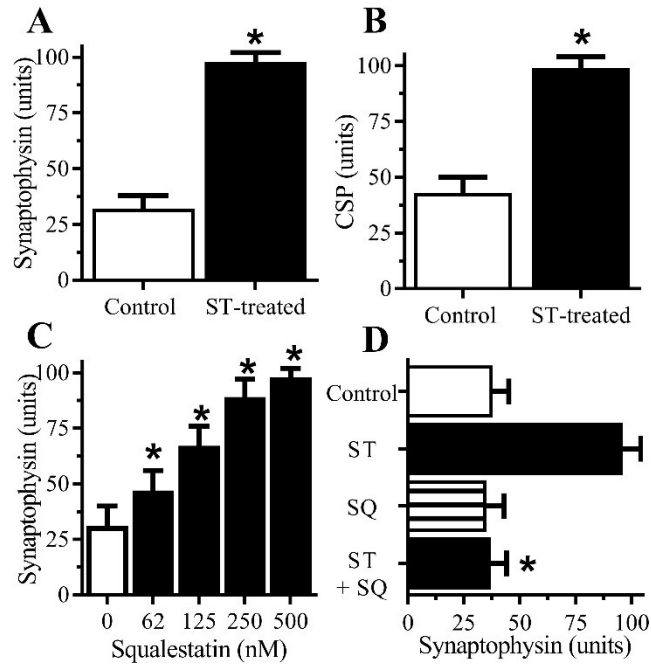 A
Synaptophysin (units)
100
75
50
25
0
*
Control
ST-treated
B
CSP (units)
100
75
50
25
0
*
Control
ST-treated
C
Synaptophysin (units)
100
75
50
25
0
*
*
*
*
0
62
125
250
500
Squalestatin (nM)
D
Control
ST
SQ
ST
+ SQ
*
0
25
50
75
100
Synaptophysin (units)